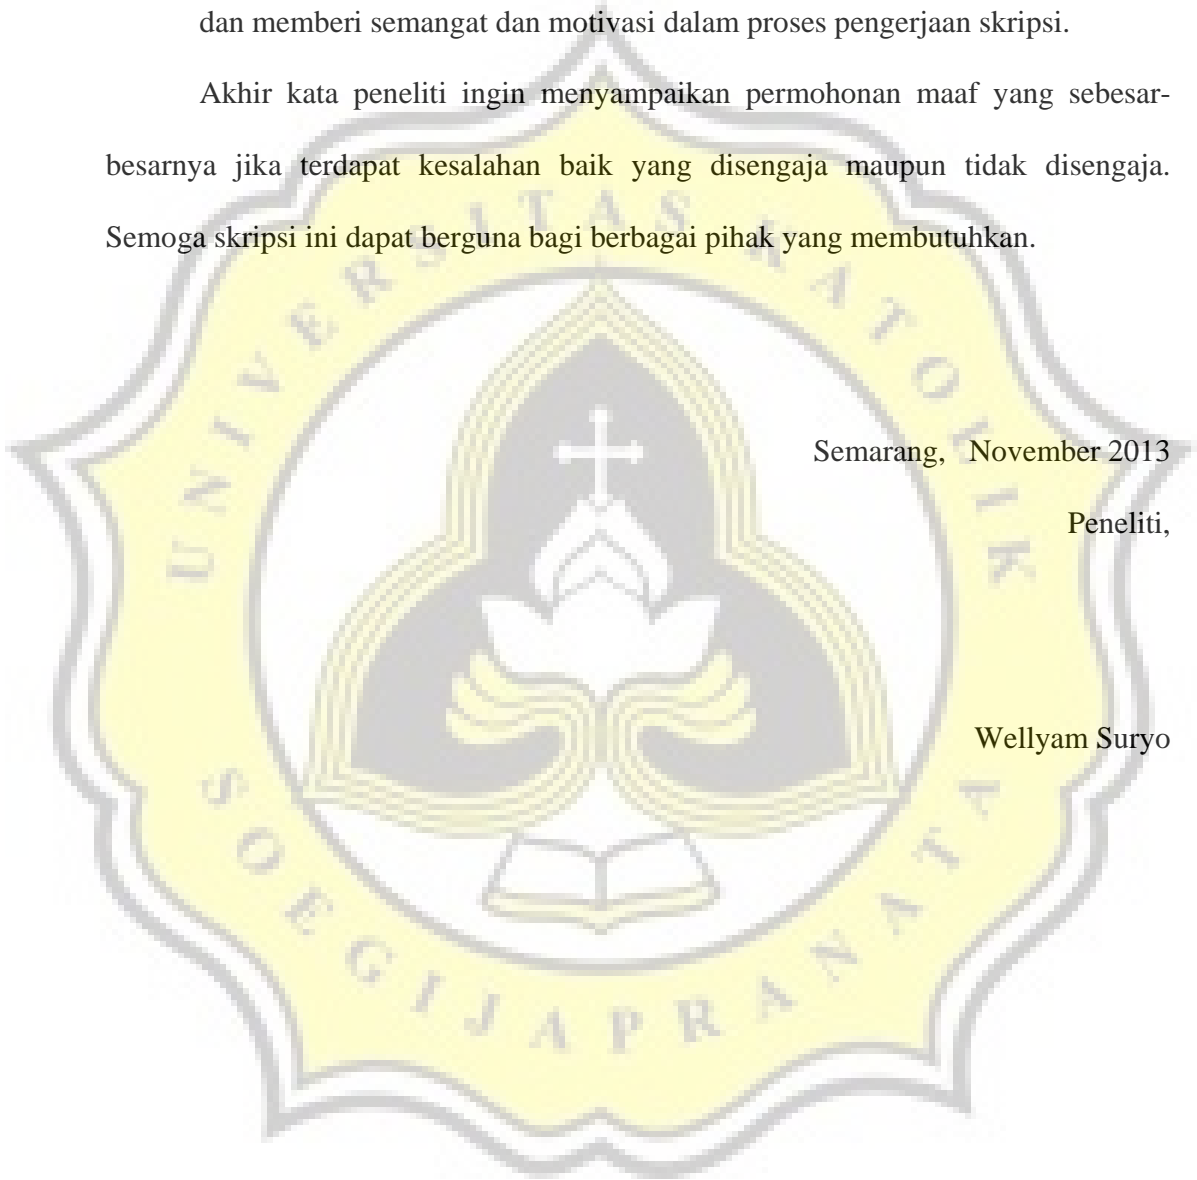 dan memberi semangat dan motivasi dalam proses pengerjaan skripsi.
Akhir kata peneliti ingin menyampaikan permohonan maaf yang sebesar-
besarnya jika terdapat kesalahan baik yang disengaja maupun tidak disengaja.
Semoga skripsi ini dapat berguna bagi berbagai pihak yang membutuhkan.
UNIVERSITAS KATOLIK
Semarang, November 2013
Peneliti,
Wellyam Suryo
SOEGIJAPRANATA